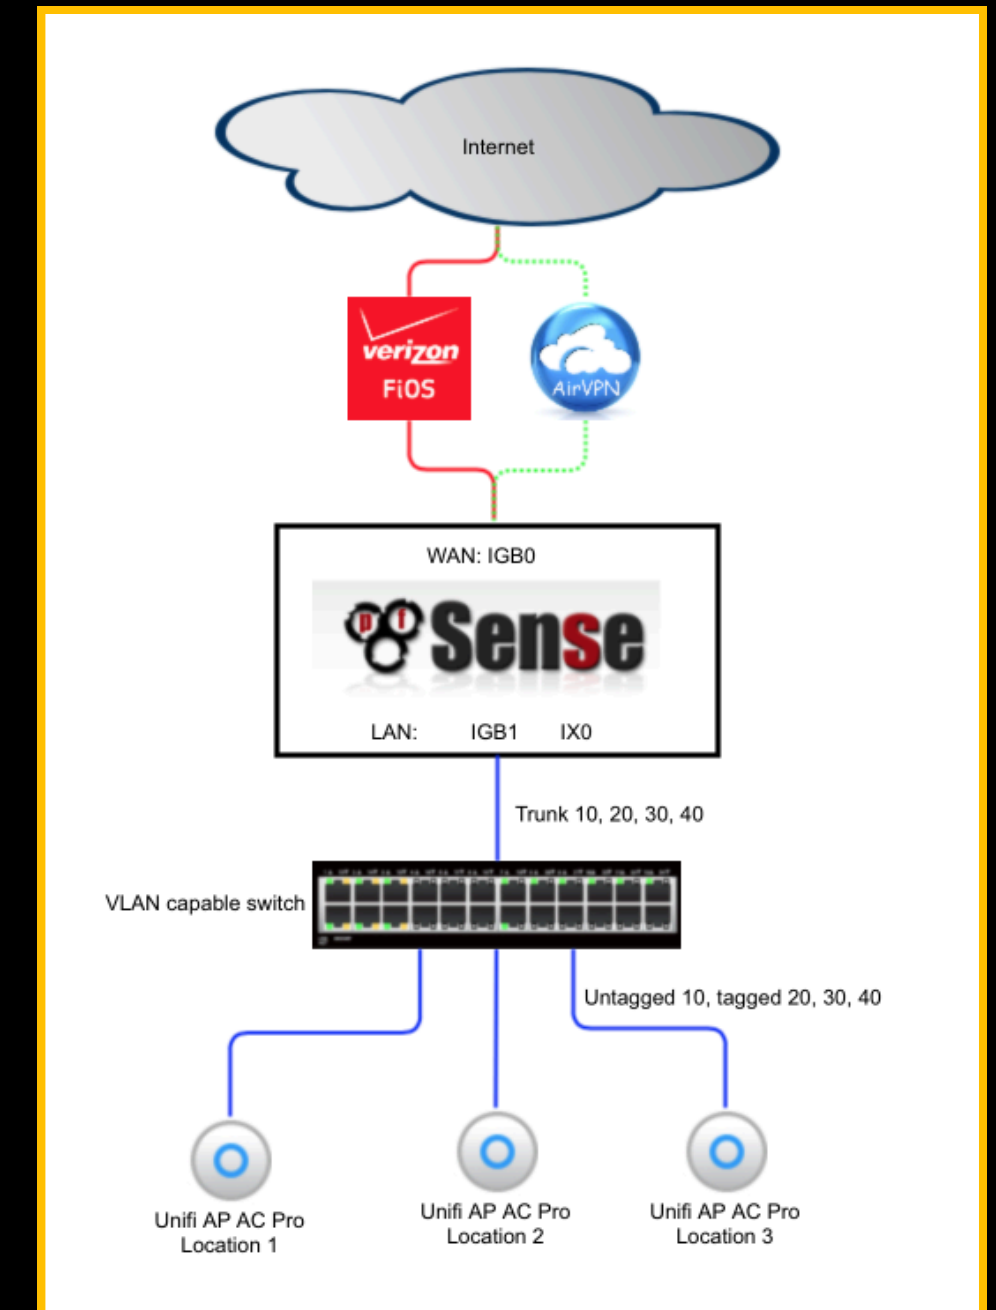 Internet
verizon
FiOS
AirVPN
WAN: IGB0
pf Sense
LAN: IGB1 IX0
Trunk 10, 20, 30, 40
VLAN capable switch
Untagged 10, tagged 20, 30, 40
Unifi AP AC Pro
Location 1
Unifi AP AC Pro
Location 2
Unifi AP AC Pro
Location 3